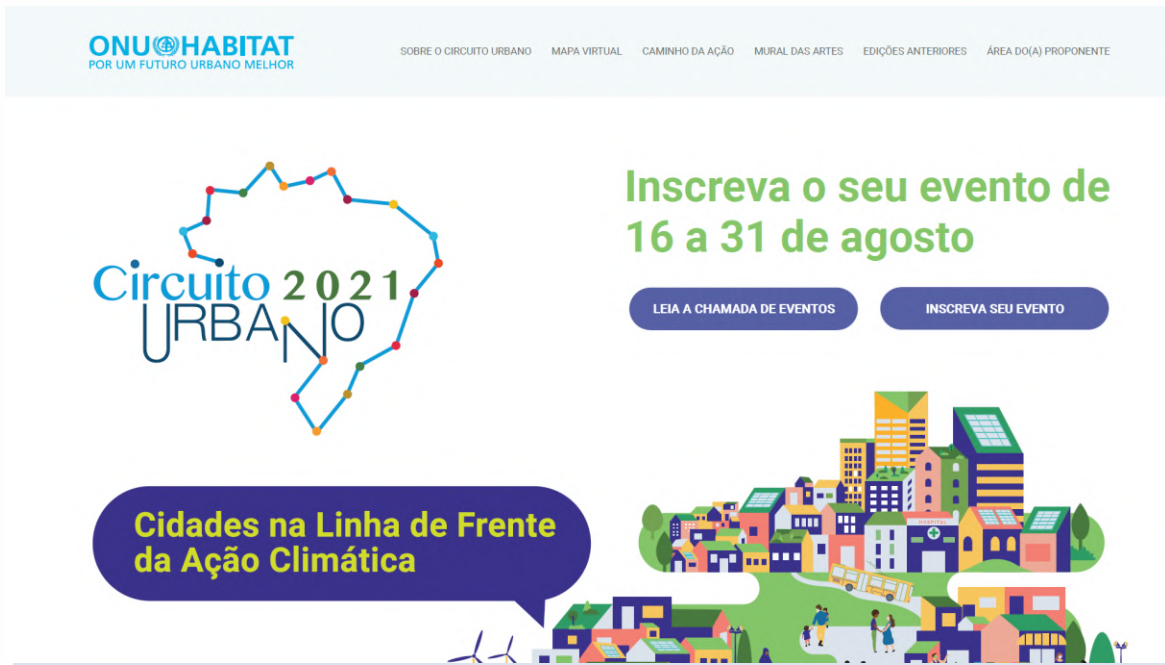 ONU HABITAT
POR UM FUTURO URBANO MELHOR
SOBRE O CIRCUITO URBANO
MAPA VIRTUAL
CAMINHO DA AÇÃO
MURAL DAS ARTES
EDIÇÕES ANTERIORES
ÁREA DO(A) PROPONENTE
Circuito 2021
URBANO
Inscreva o seu evento de
16 a 31 de agosto
LEIA A CHAMADA DE EVENTOS
INSCREVA SEU EVENTO
Cidades na Linha de Frente
da Ação Climática
HOSPITAL